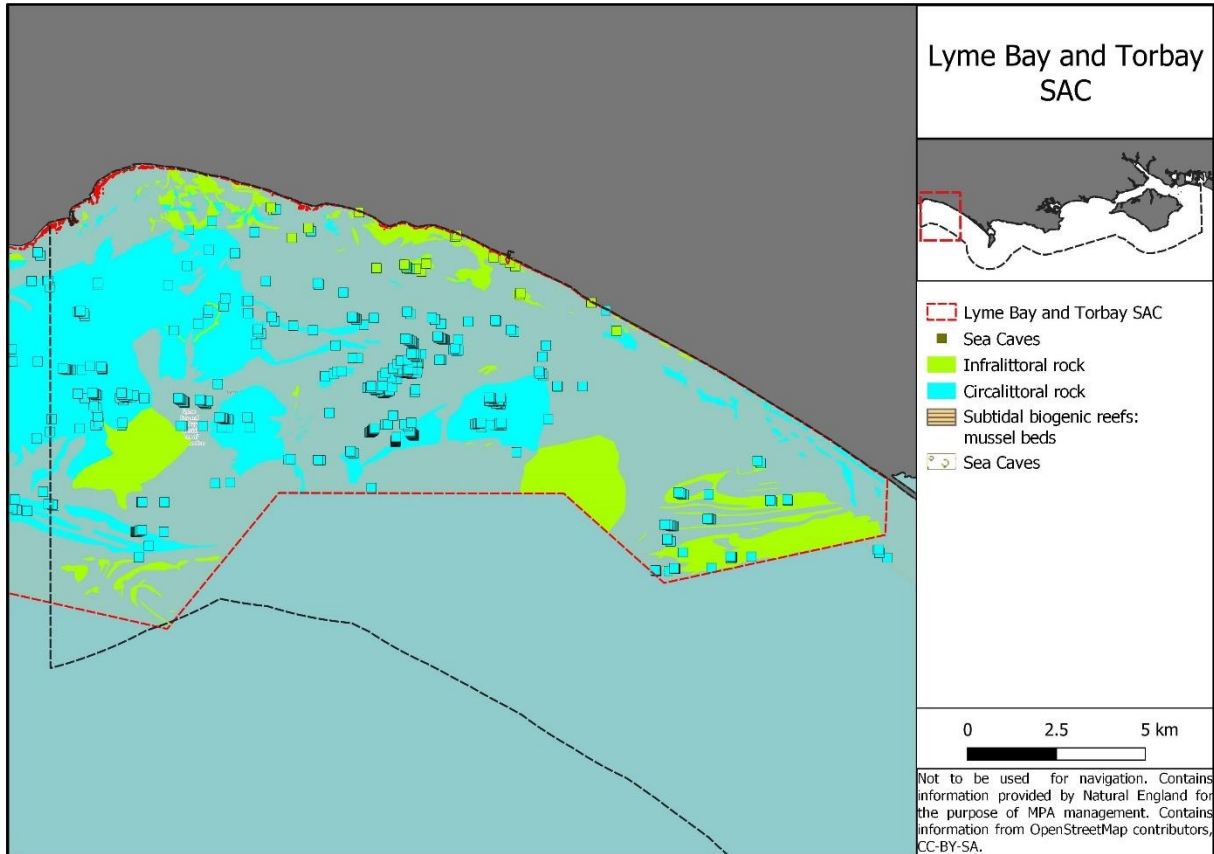 Lyme Bay and Torbay
SAC
Lyme Bay and Torbay SAC
Sea Caves
Infralittoral rock
Circalittoral rock
Subtidal biogenic reefs:
mussel beds
Sea Caves
0 2.5 5 km
Not to be used for navigation. Contains
information provided by Natural England for
the purpose of MPA management. Contains
information from OpenStreetMap contributors,
CC-BY-SA.